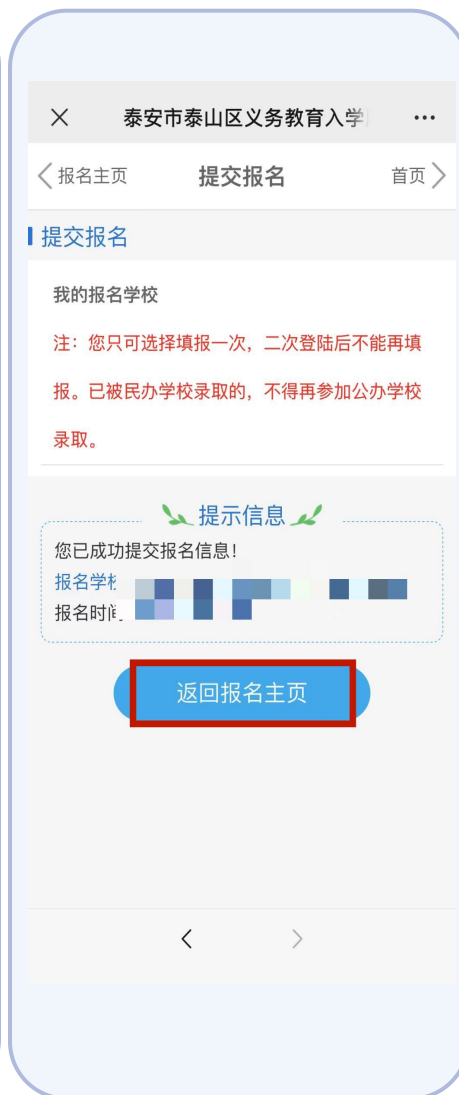 泰安市泰山区义务教育入学
报名主页
提交报名
首页
提交报名
我的报名学校
注：您只可选择填报一次，二次登陆后不能再填
报。已被民办学校录取的，不得再参加公办学校
录取。
提示信息
您已成功提交报名信息！
报名学校
报名时间
返回报名主页